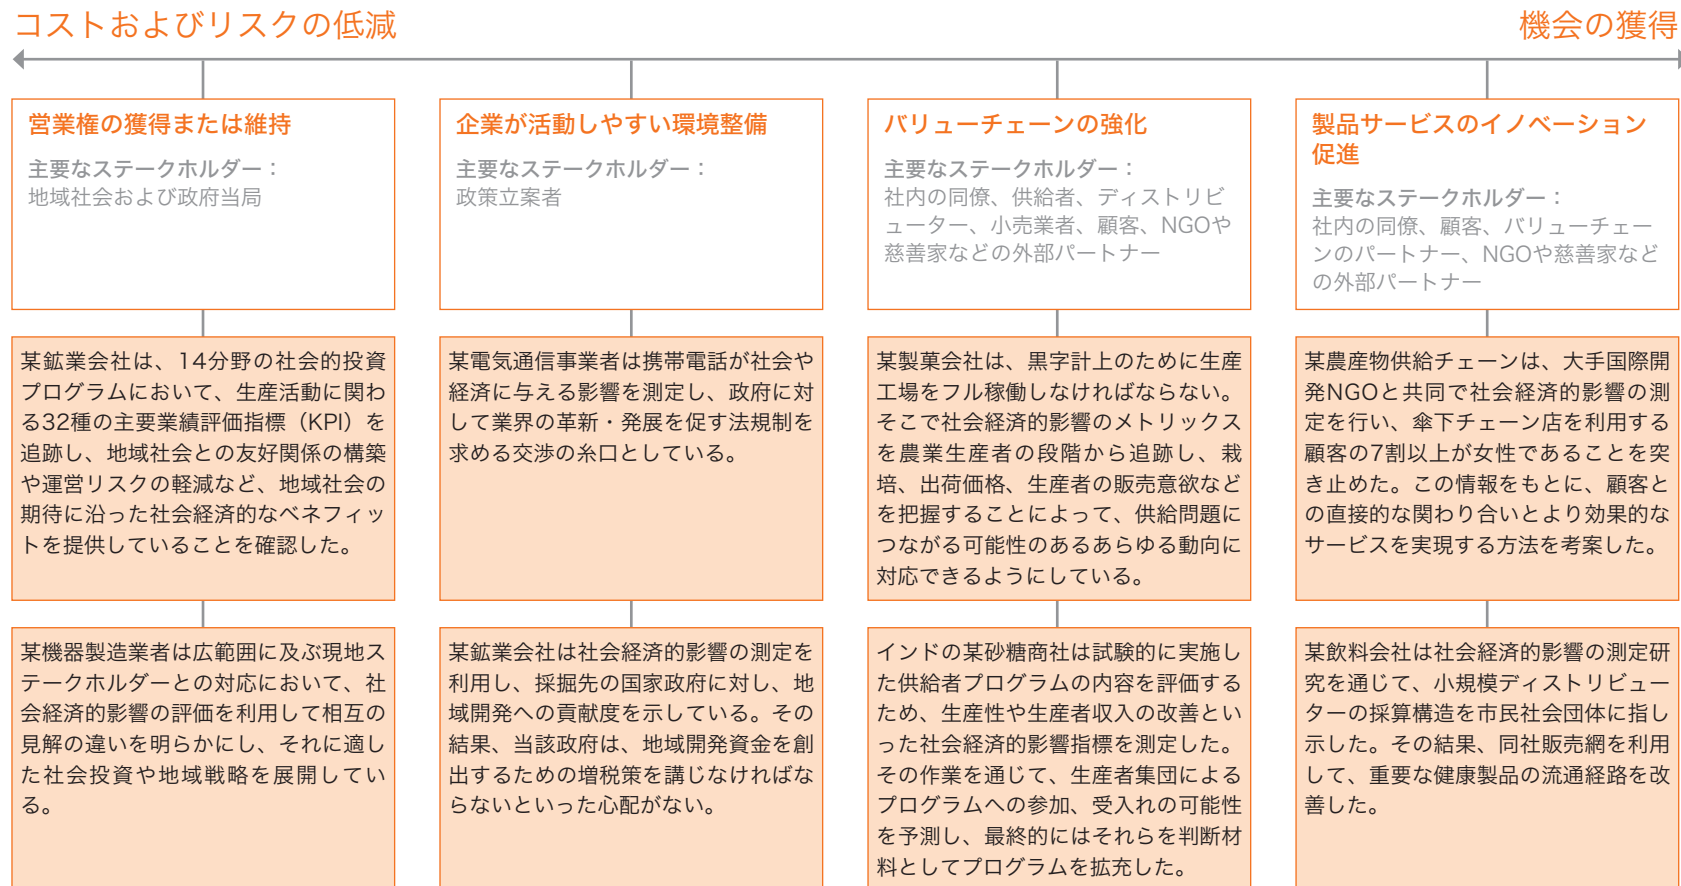 コストおよびリスクの低減
機会の獲得
営業権の獲得または維持
主要なステークホルダー：
地域社会および政府当局
企業が活動しやすい環境整備
主要なステークホルダー：
政策立案者
バリューチェーンの強化
主要なステークホルダー：
社内の同僚、供給者、ディストリビ
ューター、小売業者、顧客、NGOや
慈善家などの外部パートナー
製品サービスのイノベーション
促進
主要なステークホルダー：
社内の同僚、顧客、バリューチェー
ンのパートナー、NGOや慈善家など
の外部パートナー
某鉱業会社は、14分野の社会的投資
プログラムにおいて、生産活動に関わ
る32種の主要業績評価指標（KPI）を
追跡し、地域社会との友好関係の構築
や運営リスクの軽減など、地域社会の
期待に沿った社会経済的なベネフィッ
トを提供していることを確認した。
某電気通信事業者は携帯電話が社会や
経済に与える影響を測定し、政府に対
して業界の革新・発展を促す法規制を
求める交渉の糸口としている。
某製菓会社は、黒字計上のために生産
工場をフル稼働しなければならない。
そこで社会経済的影響のメトリックス
を農業生産者の段階から追跡し、栽
培、出荷価格、生産者の販売意欲など
を把握することによって、供給問題に
つながる可能性のあるあらゆる動向に
対応できるようにしている。
某農産物供給チェーンは、大手国際開
発NGOと共同で社会経済的影響の測
定を行い、傘下チェーン店を利用する
顧客の7割以上が女性であることを突
き止めた。この情報をもとに、顧客と
の直接的な関わり合いとより効果的な
サービスを実現する方法を考案した。
某機器製造業者は広範囲に及ぶ現地ス
テークホルダーとの対応において、社
会経済的影響の評価を利用して相互の
見解の違いを明らかにし、それに適し
た社会投資や地域戦略を展開してい
る。
某鉱業会社は社会経済的影響の測定を
利用し、採掘先の国家政府に対し、地
域開発への貢献度を示している。その
結果、当該政府は、地域開発資金を創
出するための増税策を講じなければな
らないといった心配がない。
インドの某砂糖商社は試験的に実施し
た供給者プログラムの内容を評価する
ため、生産性や生産者収入の改善とい
った社会経済的影響指標を測定した。
その作業を通じて、生産者集団による
プログラムへの参加、受入れの可能性
を予測し、最終的にはそれらを判断材
料としてプログラムを拡充した。
某飲料会社は社会経済的影響の測定研
究を通じて、小規模ディストリビュー
ターの採算構造を市民社会団体に指し
示した。その結果、同社販売網を利用
して、重要な健康製品の流通経路を改
善した。